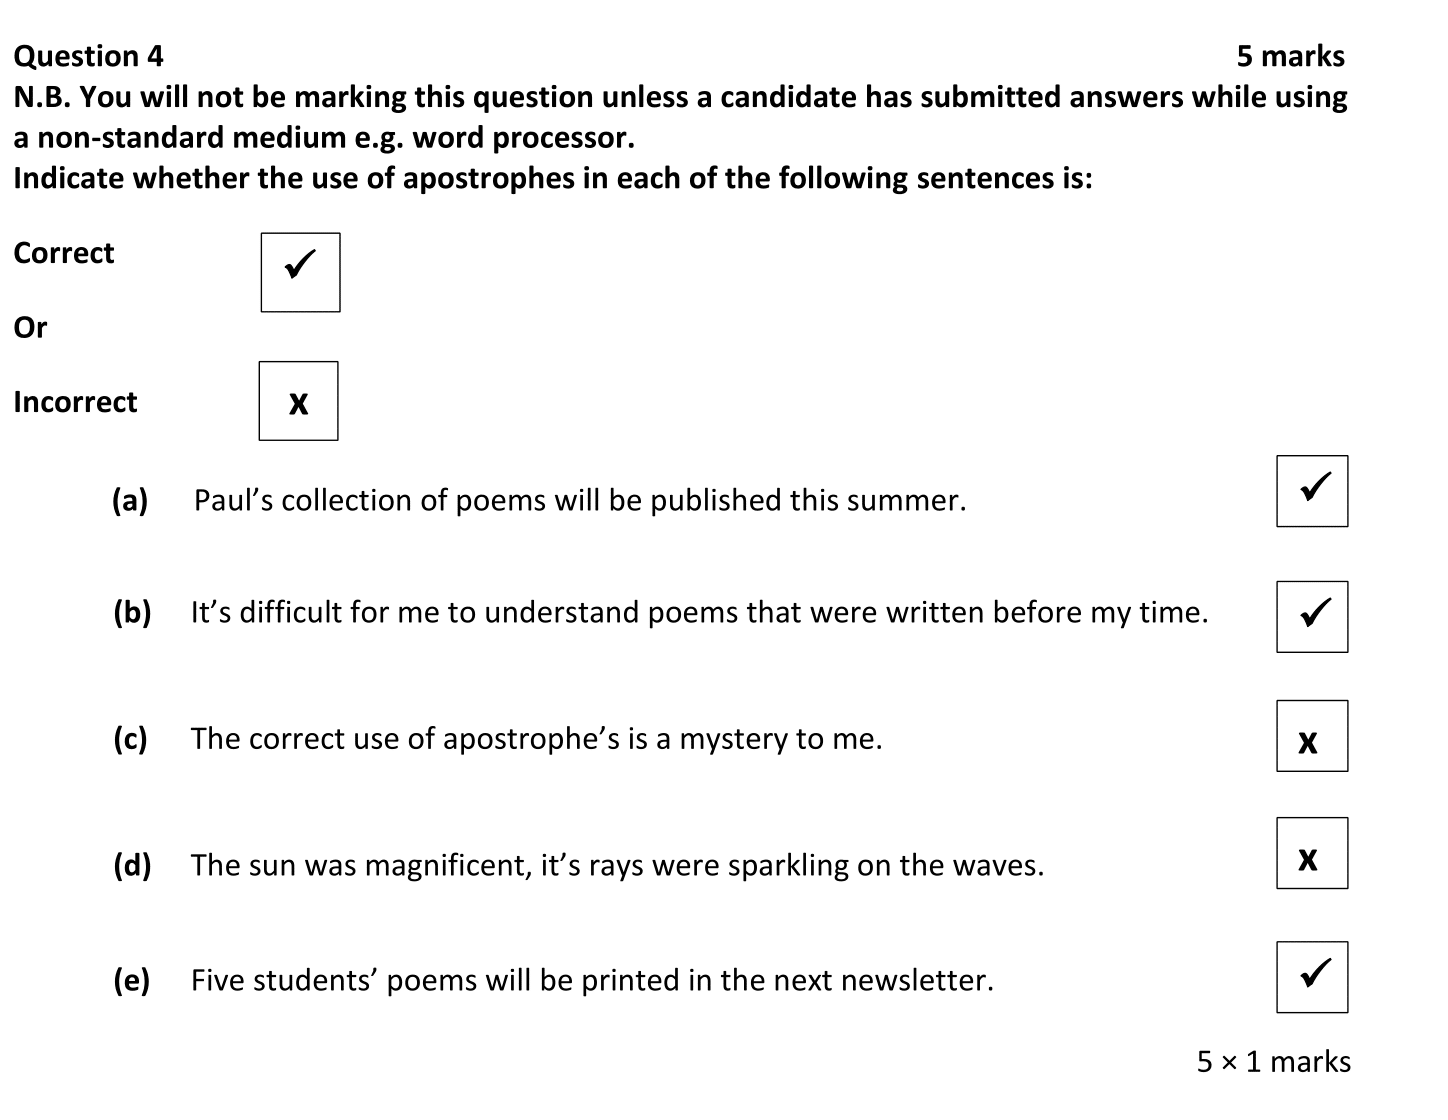 Question 4 5 marks
N.B. You will not be marking this question unless a candidate has submitted answers while using
a non-standard medium e.g. word processor.
Indicate whether the use of apostrophes in each of the following sentences is:
Correct ✓
Or
Incorrect x
(a) Paul’s collection of poems will be published this summer. ✓
(b) It’s difficult for me to understand poems that were written before my time. ✓
(c) The correct use of apostrophe’s is a mystery to me. x
(d) The sun was magnificent, it’s rays were sparkling on the waves. x
(e) Five students’ poems will be printed in the next newsletter. ✓
5 × 1 marks